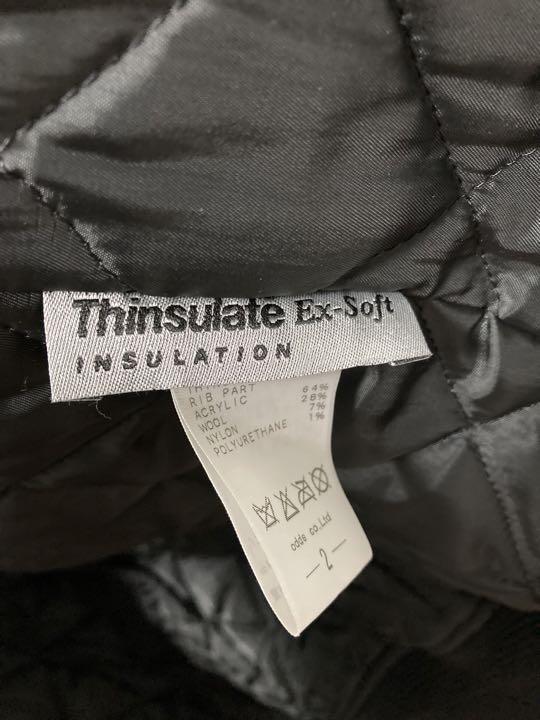 Thinsulate Ex-Soft
INSULATION
RIB PART
ACRYLIC 64%
WOOL 28%
NYLON 7%
POLYURETHANE 1%
odds co.,Ltd
—2—